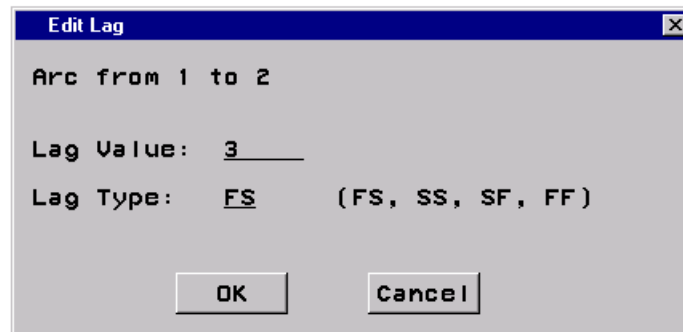 Edit Lag
Arc from 1 to 2
Lag Value: 3
Lag Type: FS (FS, SS, SF, FF)
OK Cancel